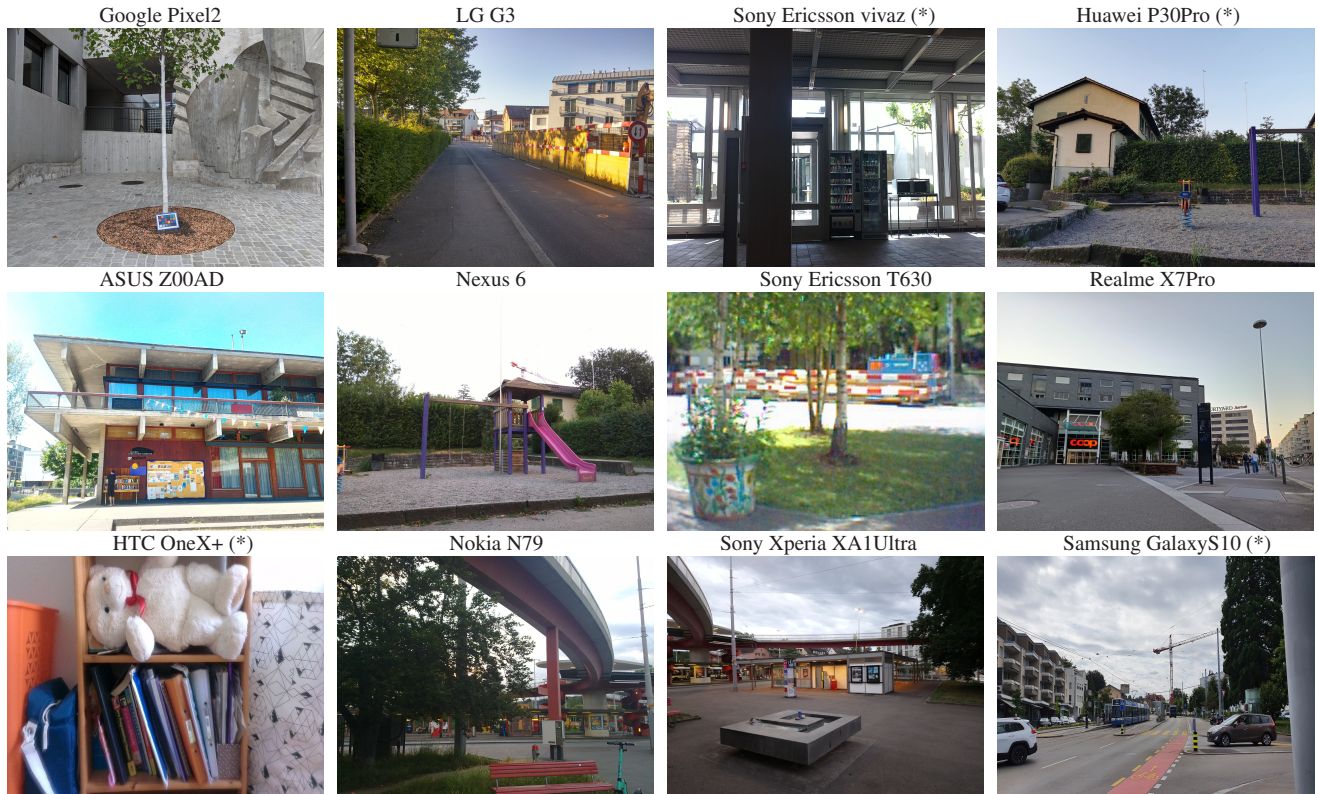 Google Pixel2
LG G3
Sony Ericsson vivaz (*)
Huawei P30Pro (*)
ASUS Z00AD
Nexus 6
Sony Ericsson T630
Realme X7Pro
coop
HTC OneX+ (*)
Nokia N79
Sony Xperia XA1Ultra
Samsung GalaxyS10 (*)